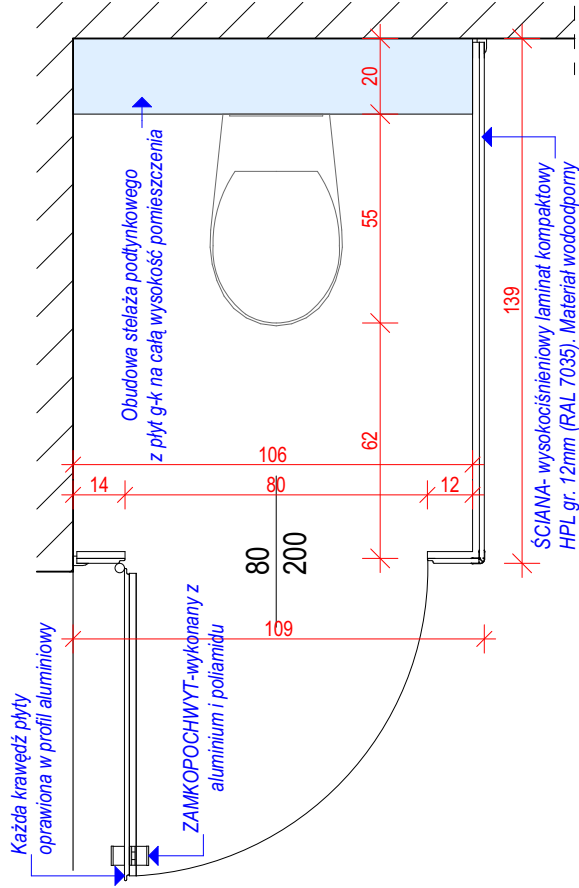 20
Obudowa stelaża podtynkowego
z płyt g-k na całą wysokość pomieszczenia
55
139
ŚCIANA- wysokociśnieniowy laminat kompaktowy
HPL gr. 12mm (RAL 7035). Materiał wodoodporny
62
106
14
80
12
80
200
109
Każda krawędź płyty
oprawiona w profil aluminiowy
ZAMKOPOCHWYT-wykonany z
aluminium i poliamidu